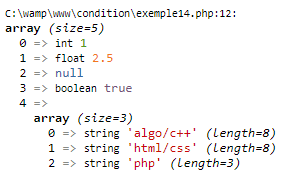 C:\wamp\www\condition\exemple14.php:12:
array (size=5)
0 => int 1
1 => float 2.5
2 => null
3 => boolean true
4 =>
array (size=3)
0 => string 'algo/c++' (length=8)
1 => string 'html/css' (length=8)
2 => string 'php' (length=3)